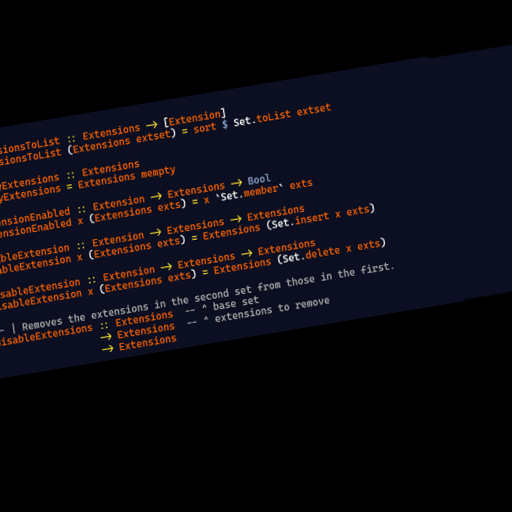 sionsToList :: Extensions → [Extension]
sionsToList (Extensions extset) = sort $ Set.toList extset
yExtensions :: Extensions
yExtensions = Extensions mempty
ensionEnabled :: Extension → Extensions → Bool
ensionEnabled x (Extensions exts) = x `Set.member` exts
ableExtension :: Extension → Extensions → Extensions
ableExtension x (Extensions exts) = Extensions (Set.insert x exts)
sableExtension :: Extension → Extensions → Extensions
sableExtension x (Extensions exts) = Extensions (Set.delete x exts)
- | Removes the extensions in the second set from those in the first.
isableExtensions :: Extensions -- ^ base set
→ Extensions -- ^ extensions to remove
→ Extensions